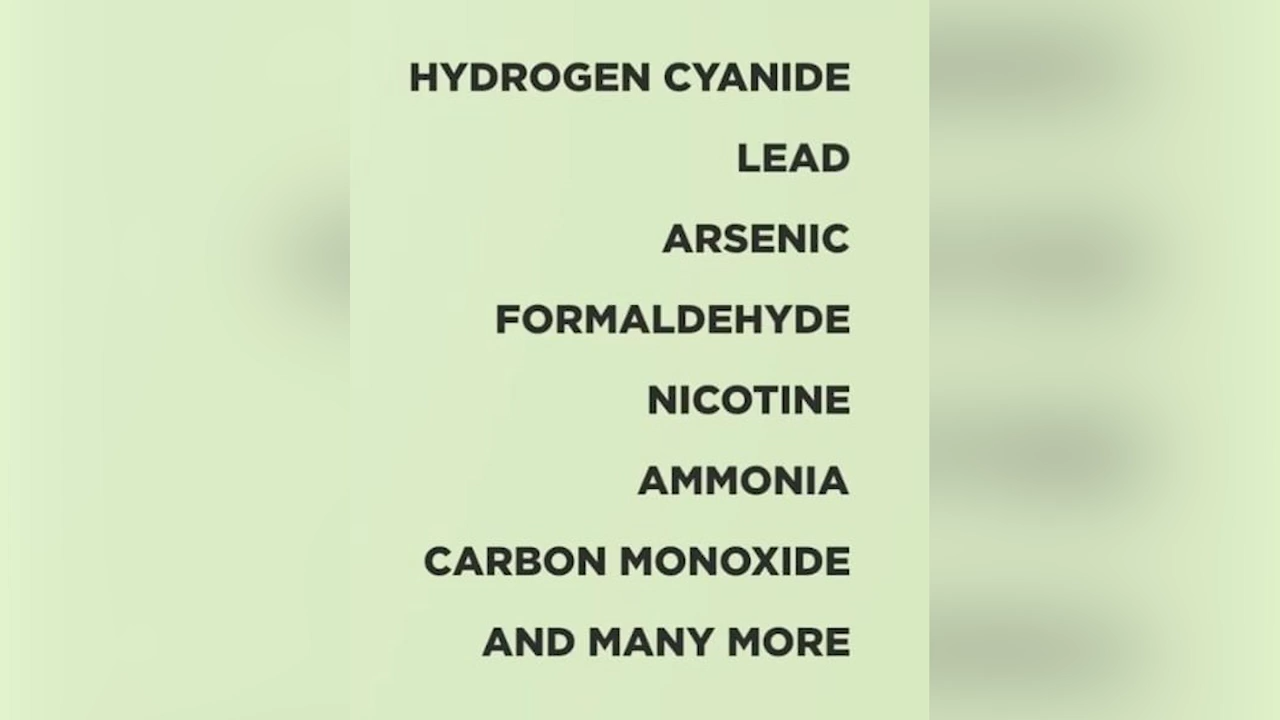 HYDROGEN CYANIDE
LEAD
ARSENIC
FORMALDEHYDE
NICOTINE
AMMONIA
CARBON MONOXIDE
AND MANY MORE